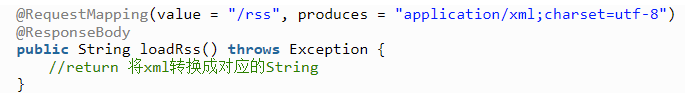 @RequestMapping(value = "/rss", produces = "application/xml;charset=utf-8")
@ResponseBody
public String loadRss() throws Exception {
//return 将xml转换成对应的String
}